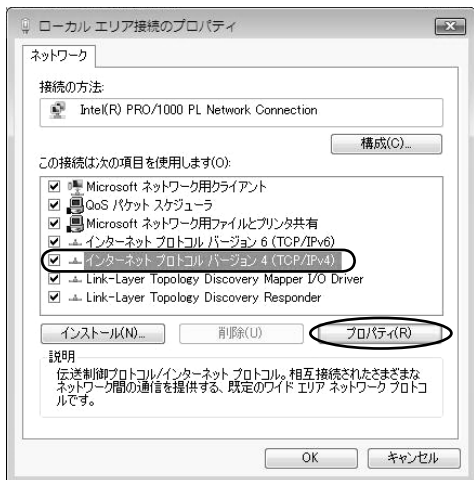 ローカル エリア接続のプロパティ
ネットワーク
接続の方法:
Intel(R) PRO/1000 PL Network Connection
構成(C)...
この接続は次の項目を使用します(O):
Microsoft ネットワーク用クライアント
QoS パケット スケジューラ
Microsoft ネットワーク用ファイルとプリンタ共有
インターネット プロトコル バージョン 6 (TCP/IPv6)
インターネット プロトコル バージョン 4 (TCP/IPv4)
Link-Layer Topology Discovery Mapper I/O Driver
Link-Layer Topology Discovery Responder
インストール(N)... 削除(U) プロパティ(R)
説明
伝送制御プロトコル/インターネット プロトコル。相互接続されたさまざまな
ネットワーク間の通信を提供する、既定のワイド エリア ネットワーク プロトコ
ルです。
OK キャンセル